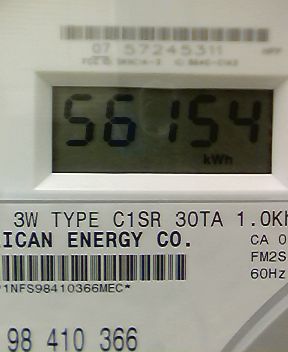 07 57245311
56154
kWh
3W TYPE C1SR 30TA 1.0Kh
ICAN ENERGY CO.
CA 0
FM2S
60Hz
*1NFS98410366MEC*
98 410 366